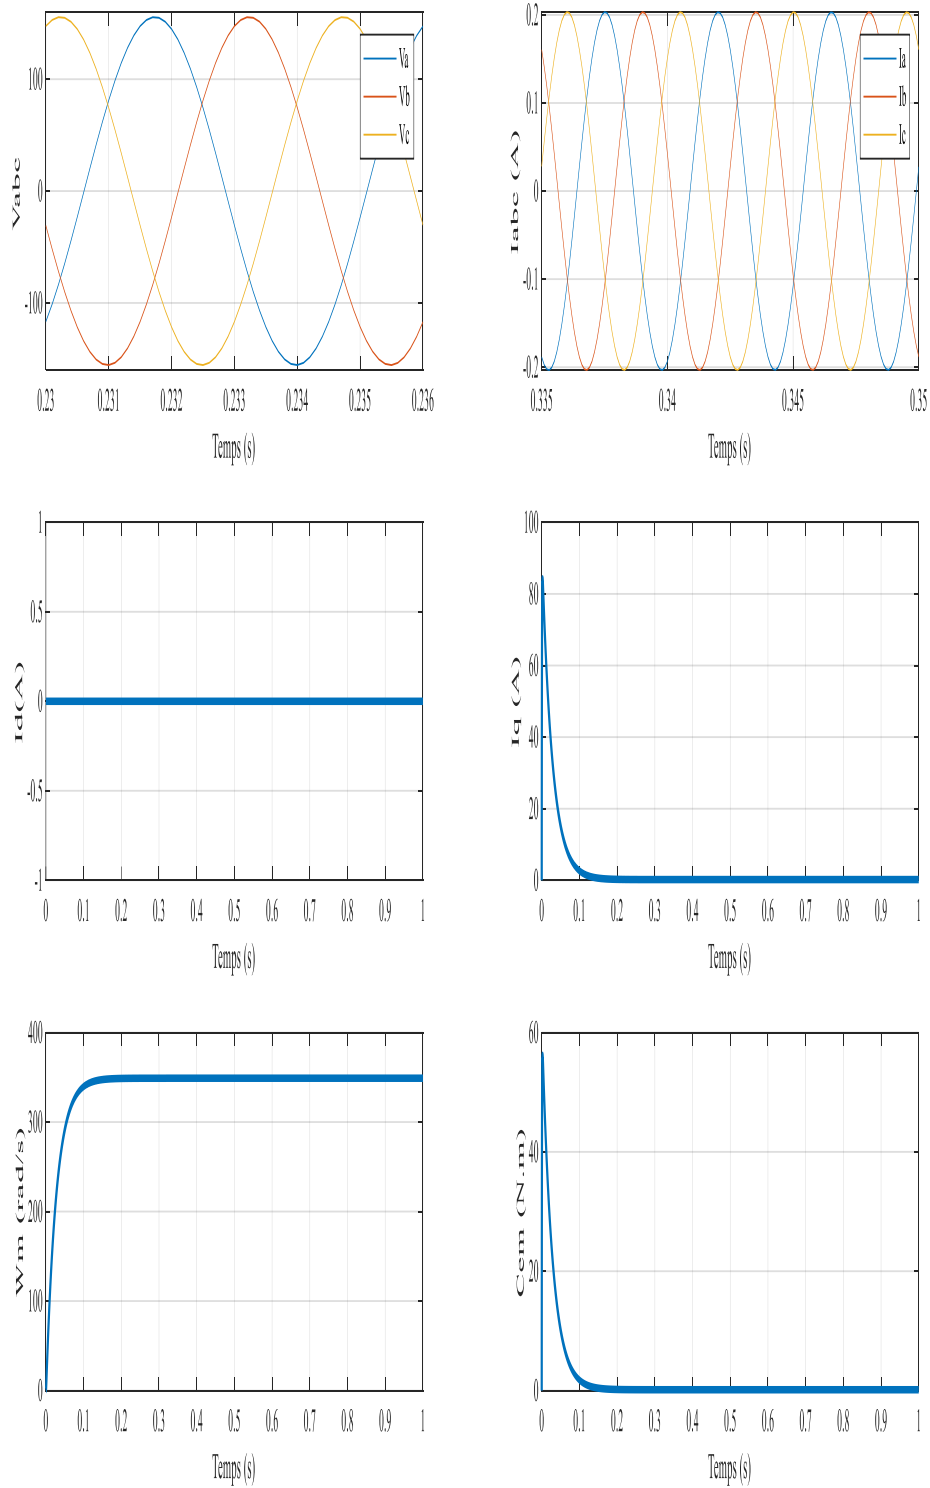 Vabc
100
0
-100
0.23 0.231 0.232 0.233 0.234 0.235 0.236
Temps (s)
Va
Vb
Vc
Iabc (A)
0.2
0.1
0
-0.1
-0.2
0.335 0.34 0.345 0.35
Temps (s)
Ia
Ib
Ic
Id(A)
1
0.5
0
-0.5
-1
0 0.1 0.2 0.3 0.4 0.5 0.6 0.7 0.8 0.9 1
Temps (s)
Iq (A)
100
80
60
40
20
0
0 0.1 0.2 0.3 0.4 0.5 0.6 0.7 0.8 0.9 1
Temps (s)
Wm (rad/s)
400
300
200
100
0
0 0.1 0.2 0.3 0.4 0.5 0.6 0.7 0.8 0.9 1
Temps (s)
Cem (N.m)
60
40
20
0
0 0.1 0.2 0.3 0.4 0.5 0.6 0.7 0.8 0.9 1
Temps (s)